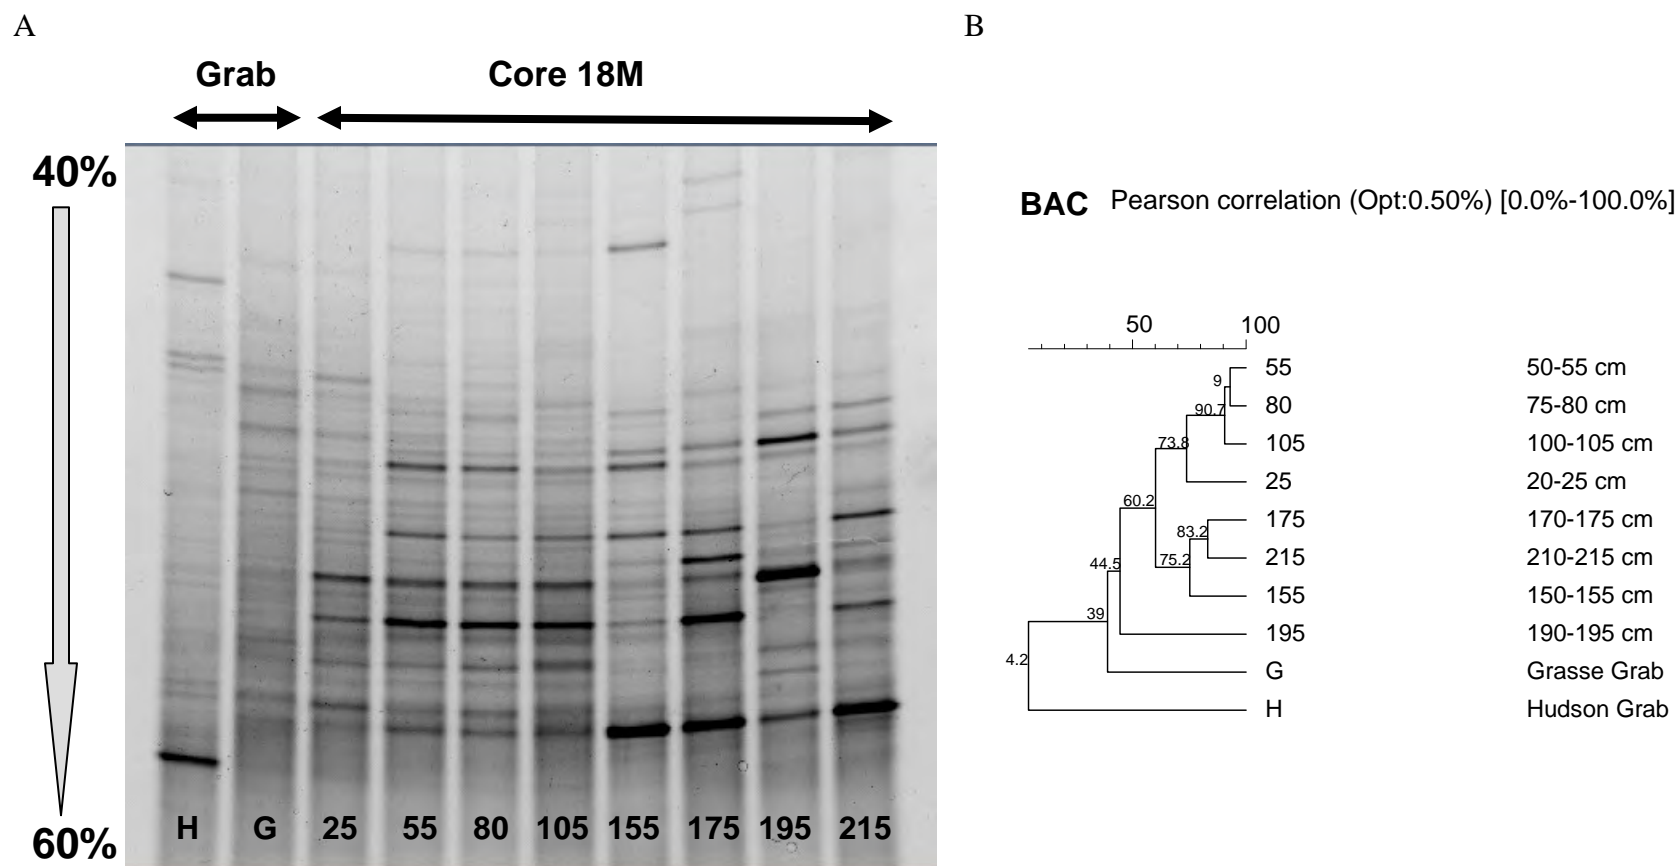 A
B
Grab
Core 18M
40%
60%
H G 25 55 80 105 155 175 195 215
BAC Pearson correlation (Opt:0.50%) [0.0%-100.0%]
50 100
9
90.7
73.8
60.2
83.2
75.2
44.5
39
4.2
55 50-55 cm
80 75-80 cm
105 100-105 cm
25 20-25 cm
175 170-175 cm
215 210-215 cm
155 150-155 cm
195 190-195 cm
G Grasse Grab
H Hudson Grab